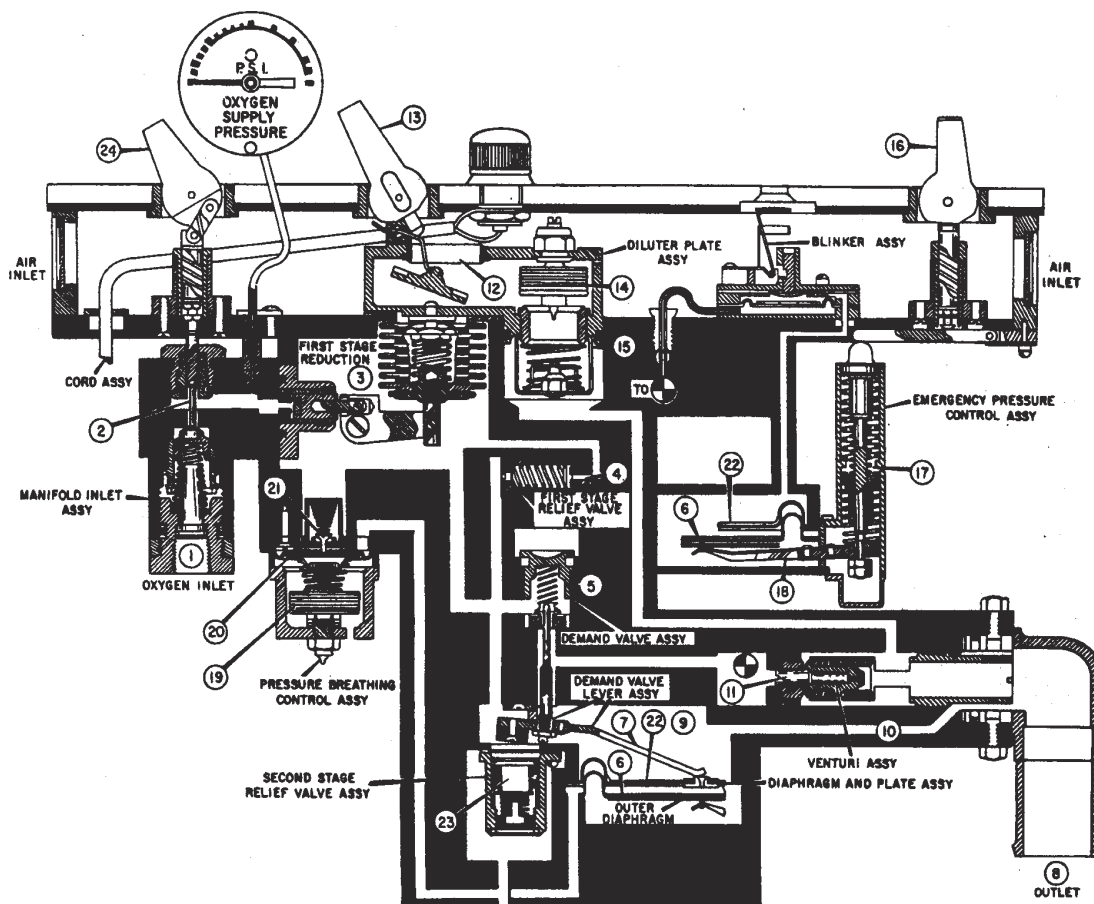 P.S.I.
OXYGEN
SUPPLY
PRESSURE
24
13
16
AIR
INLET
DILUTER PLATE
ASSY
BLINKER ASSY
AIR
INLET
12
14
FIRST STAGE
REDUCTION
3
15
TO
CORD ASSY
2
EMERGENCY PRESSURE
CONTROL ASSY
17
MANIFOLD INLET
ASSY
21
4
FIRST STAGE
RELIEF VALVE
ASSY
22
6
18
1
OXYGEN INLET
5
20
19
DEMAND VALVE ASSY
PRESSURE BREATHING
CONTROL ASSY
DEMAND VALVE
LEVER ASSY
11
7
22
9
10
VENTURI ASSY
SECOND STAGE
RELIEF VALVE ASSY
6
DIAPHRAGM AND PLATE ASSY
OUTER
DIAPHRAGM
23
8
OUTLET